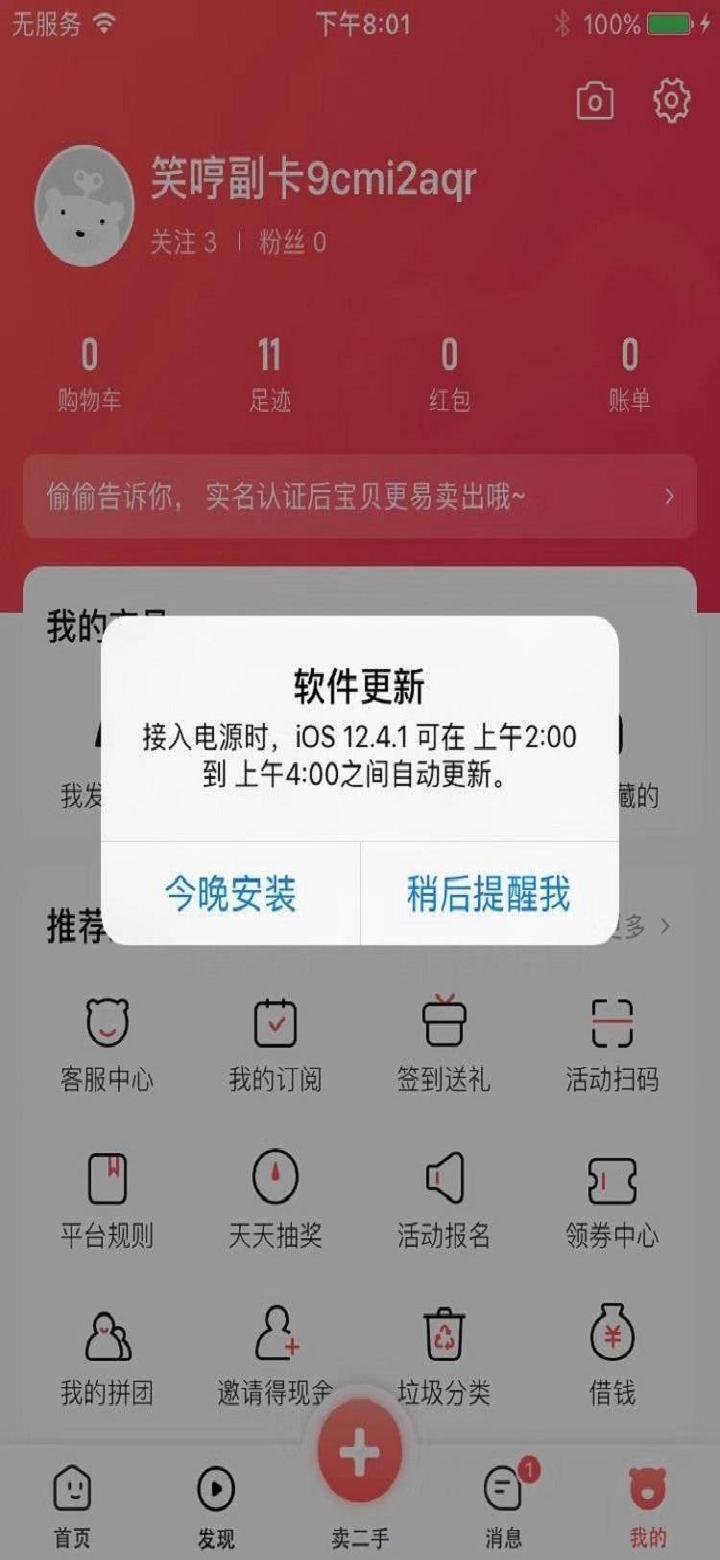 无服务 下午8:01 100%
笑哼副卡9cmi2aqr
关注 3 | 粉丝 0
0 11 0 0
购物车 足迹 红包 账单
偷偷告诉你， 实名认证后宝贝更易卖出哦~
我的
软件更新
接入电源时，iOS 12.4.1 可在 上午2:00
到 上午4:00之间自动更新。
我发 藏的
今晚安装 稍后提醒我
推荐 更多
客服中心 我的订阅 签到送礼 活动扫码
平台规则 天天抽奖 活动报名 领券中心
我的拼团 邀请得现金 垃圾分类 借钱
1
首页 发现 卖二手 消息 我的